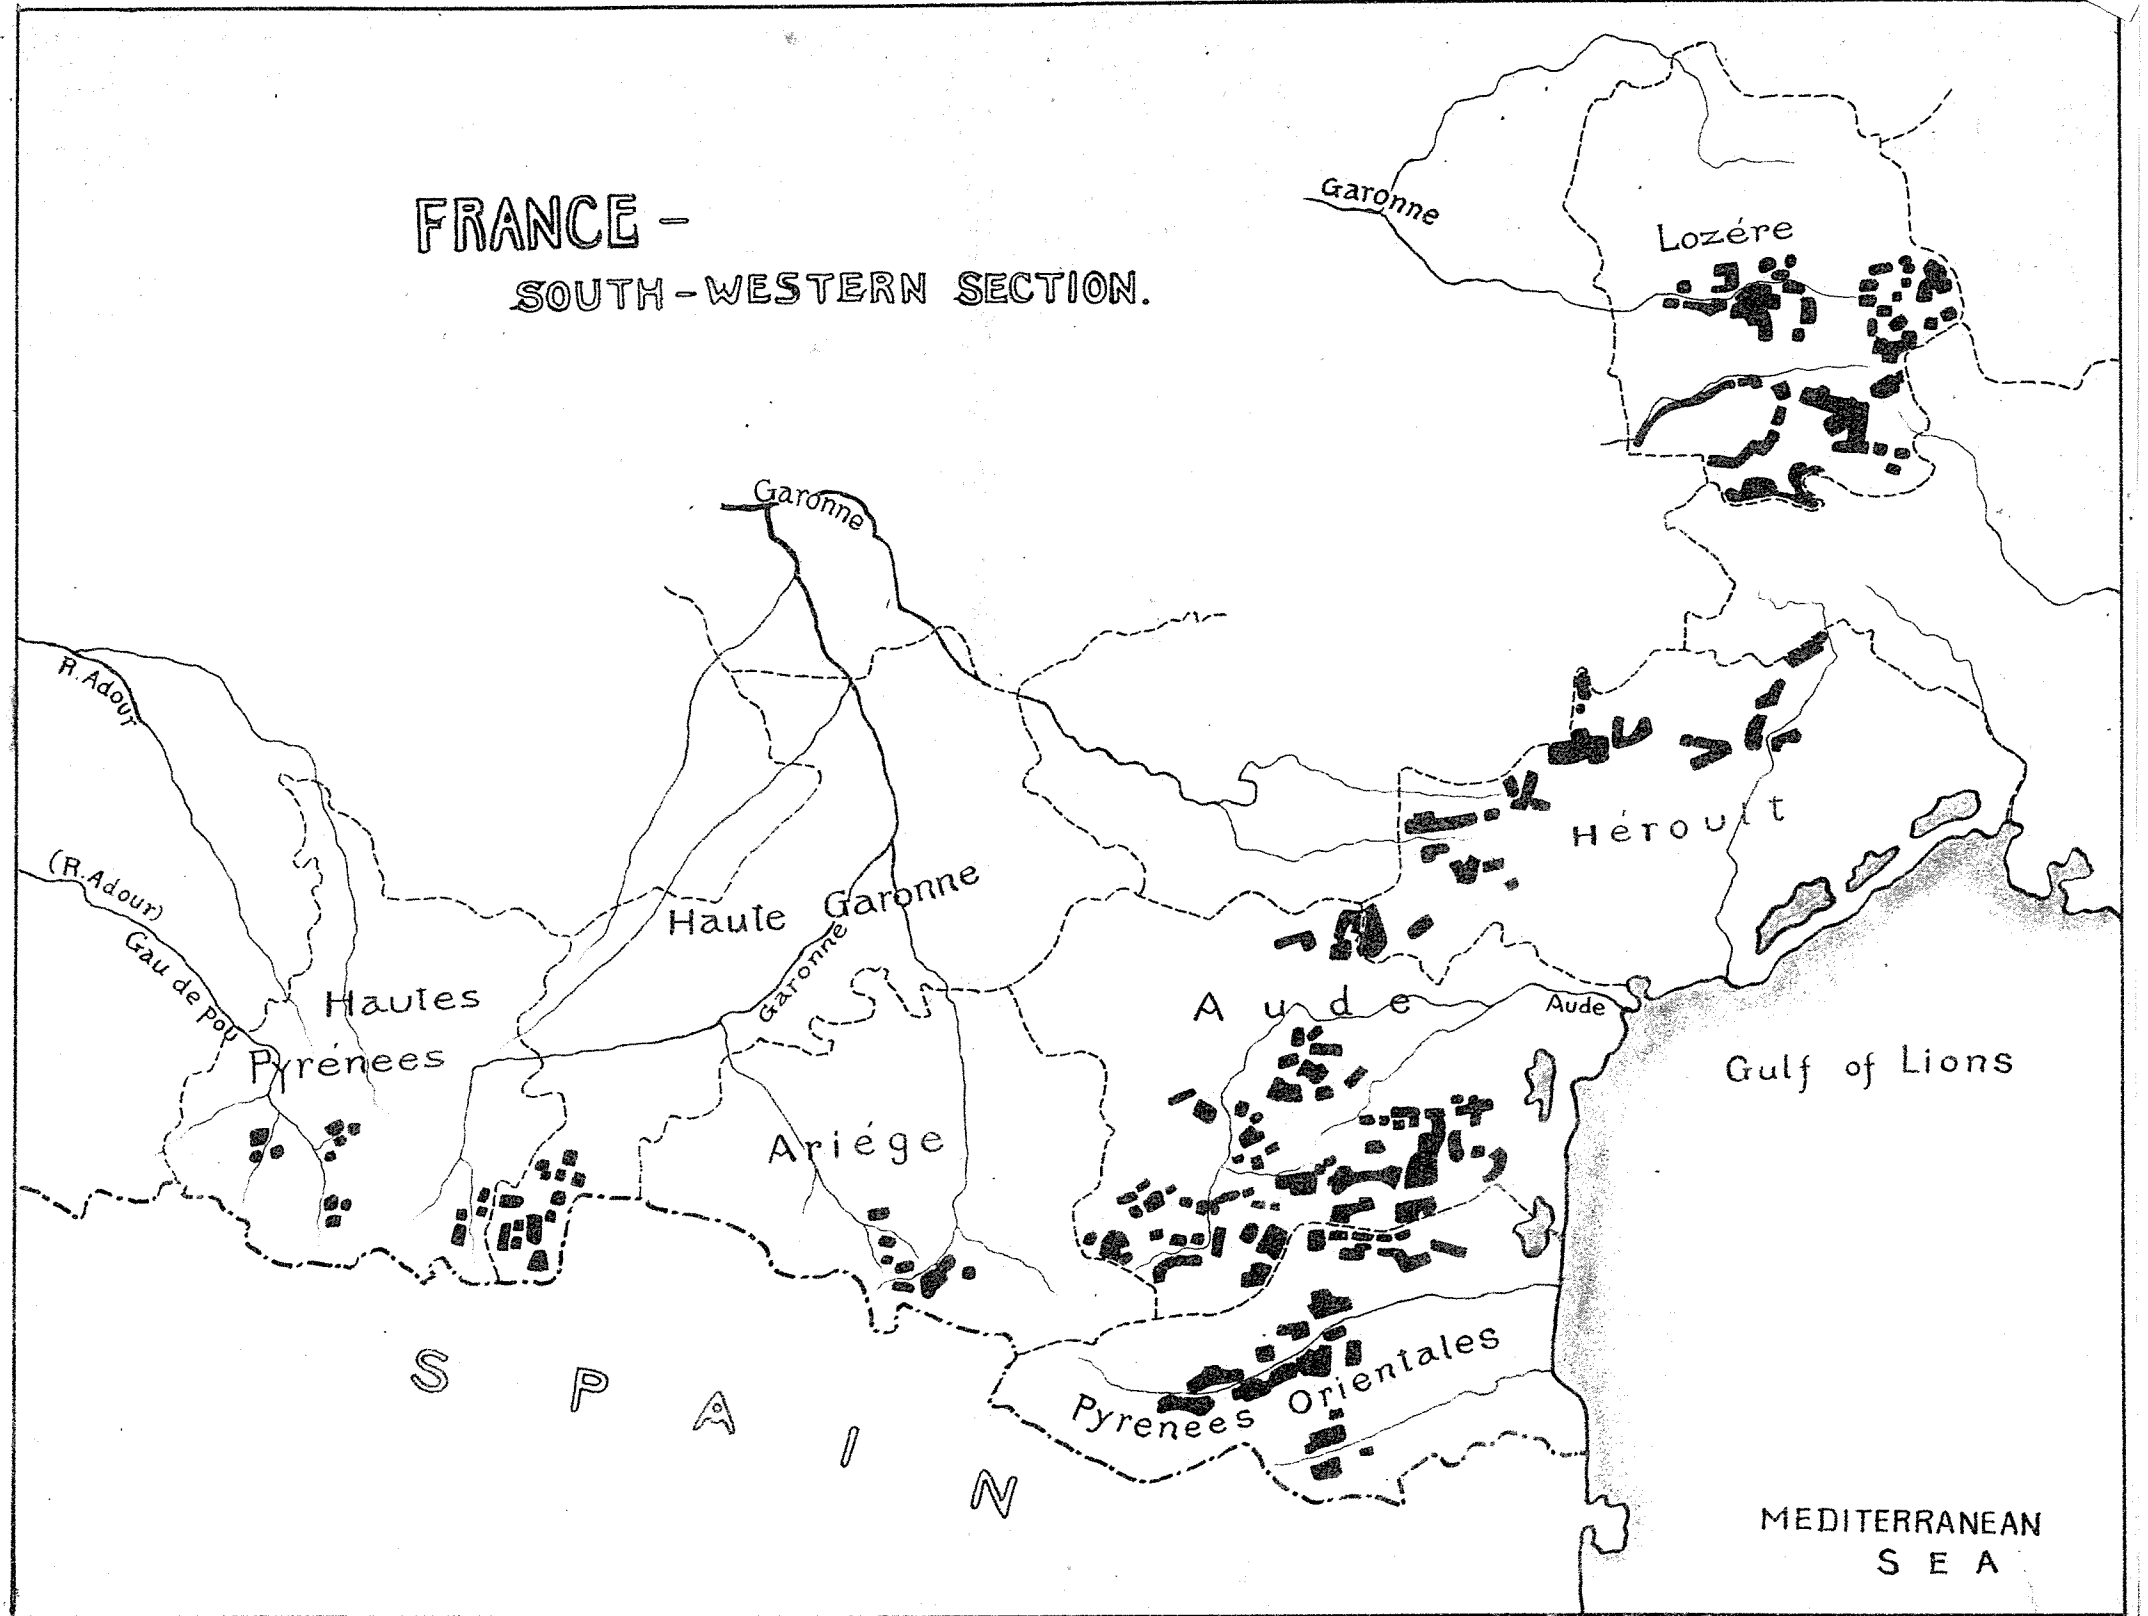 FRANCE -
SOUTH-WESTERN SECTION.
Garonne
Lozére
Garonne
R. Adour
(R. Adour)
Gau de pou
Hautes
Pyrénees
Haute Garonne
Garonne
Ariége
Hérault
Aude
Aude
Gulf of Lions
Pyrenees Orientales
SPAIN
MEDITERRANEAN
SEA